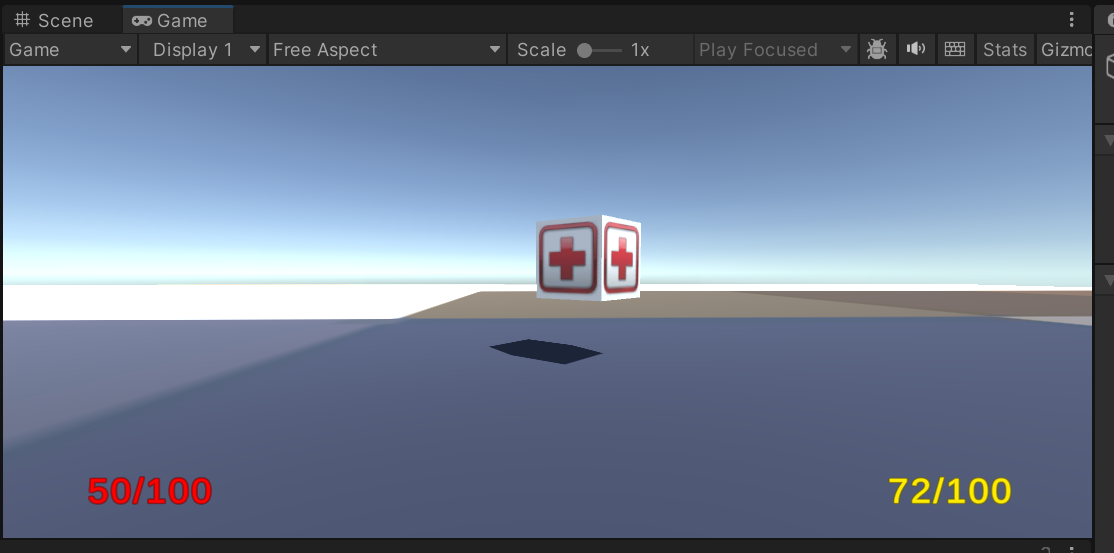 Scene Game
Game Display 1 Free Aspect Scale 1x Play Focused Stats Gizmo
50/100 72/100